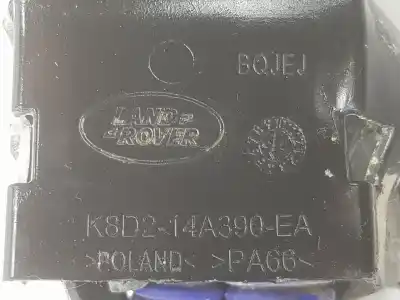 BQJEJ
LAND-
-ROVER
K8D2-14A390-EA
>POLAND< >PA66<